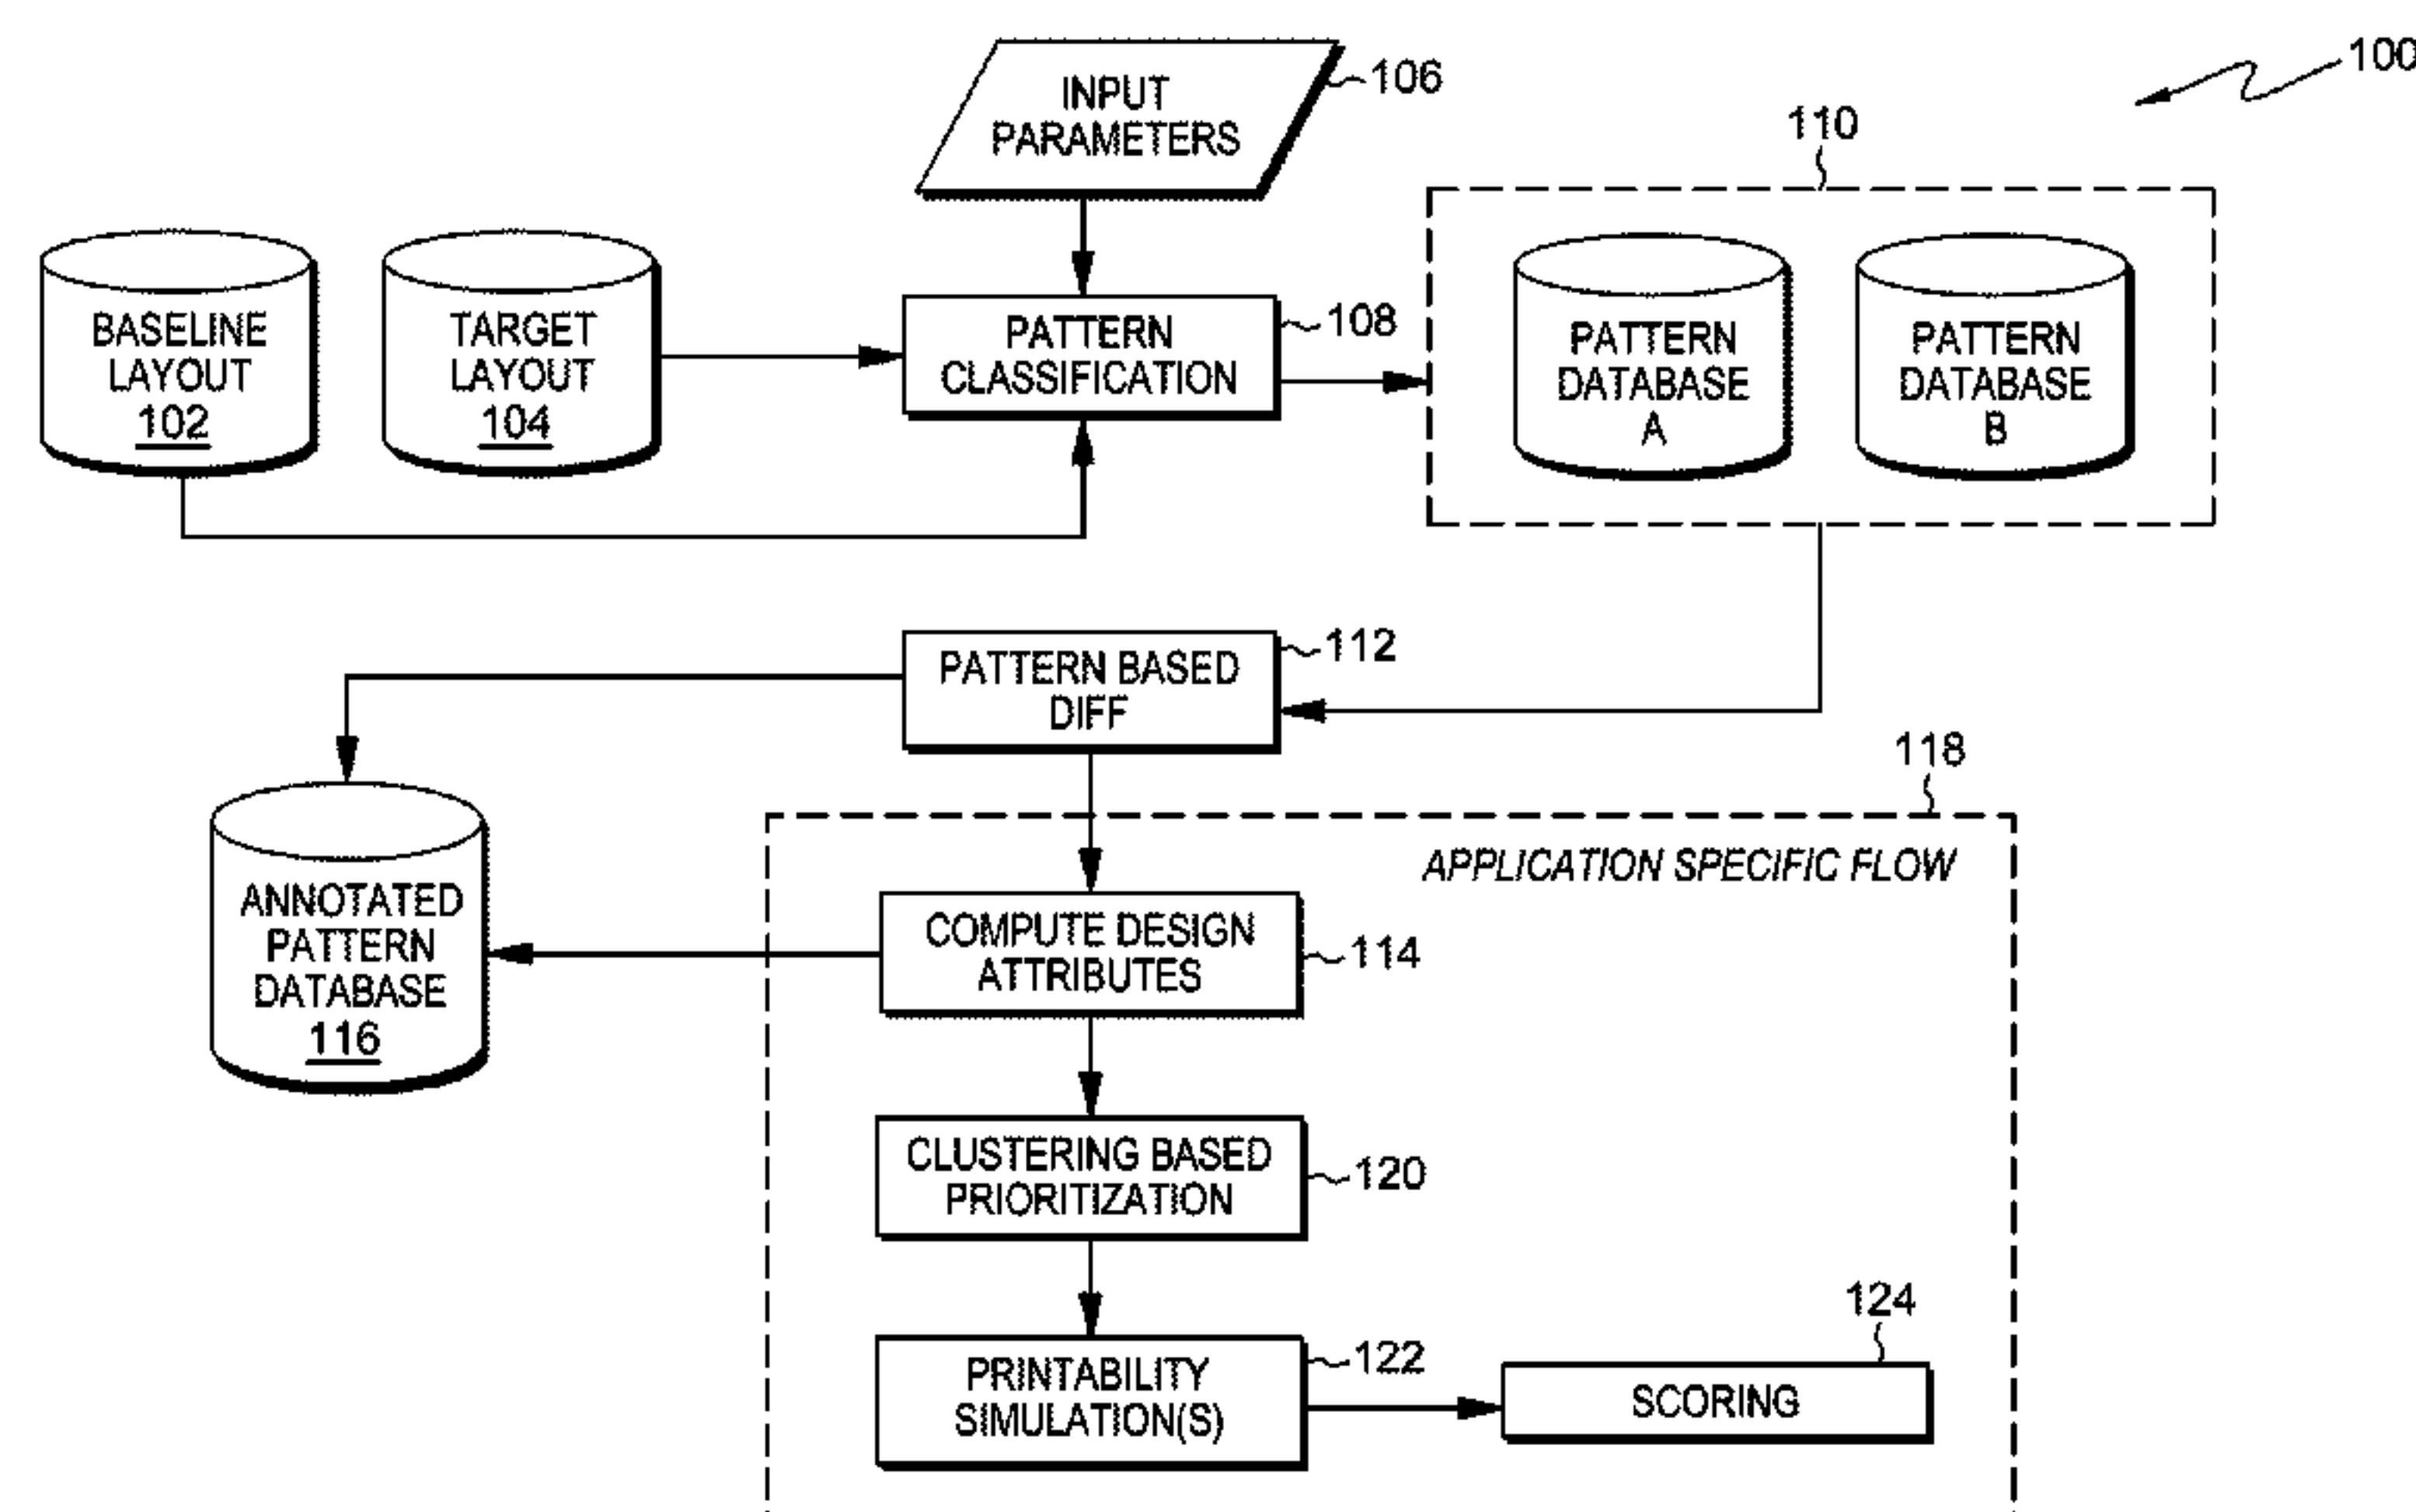 100
INPUT
PARAMETERS
106
110
BASELINE
LAYOUT
102
TARGET
LAYOUT
104
PATTERN
CLASSIFICATION
108
PATTERN
DATABASE
A
PATTERN
DATABASE
B
PATTERN BASED
DIFF
112
118
APPLICATION SPECIFIC FLOW
ANNOTATED
PATTERN
DATABASE
116
COMPUTE DESIGN
ATTRIBUTES
114
CLUSTERING BASED
PRIORITIZATION
120
PRINTABILITY
SIMULATION(S)
122
124
SCORING